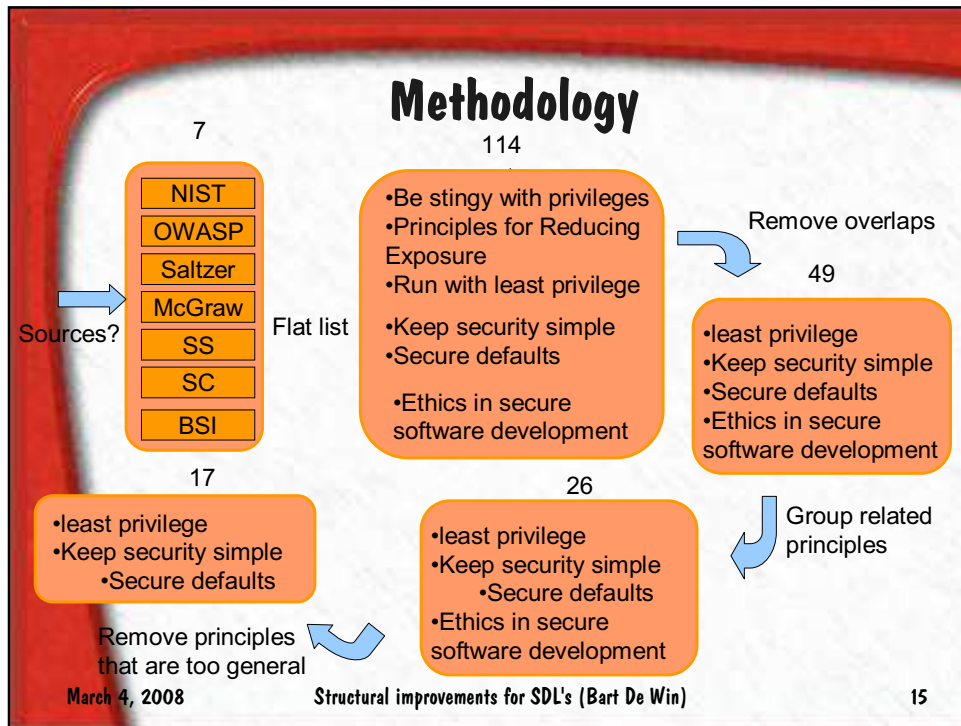 Methodology
7
NIST
OWASP
Saltzer
McGraw
SS
SC
BSI
Sources?
Flat list
114
•Be stingy with privileges
•Principles for Reducing
Exposure
•Run with least privilege
•Keep security simple
•Secure defaults
•Ethics in secure
software development
Remove overlaps
49
•least privilege
•Keep security simple
•Secure defaults
•Ethics in secure
software development
Group related
principles
26
•least privilege
•Keep security simple
•Secure defaults
•Ethics in secure
software development
Remove principles
that are too general
17
•least privilege
•Keep security simple
•Secure defaults
March 4, 2008
Structural improvements for SDL's (Bart De Win)
15